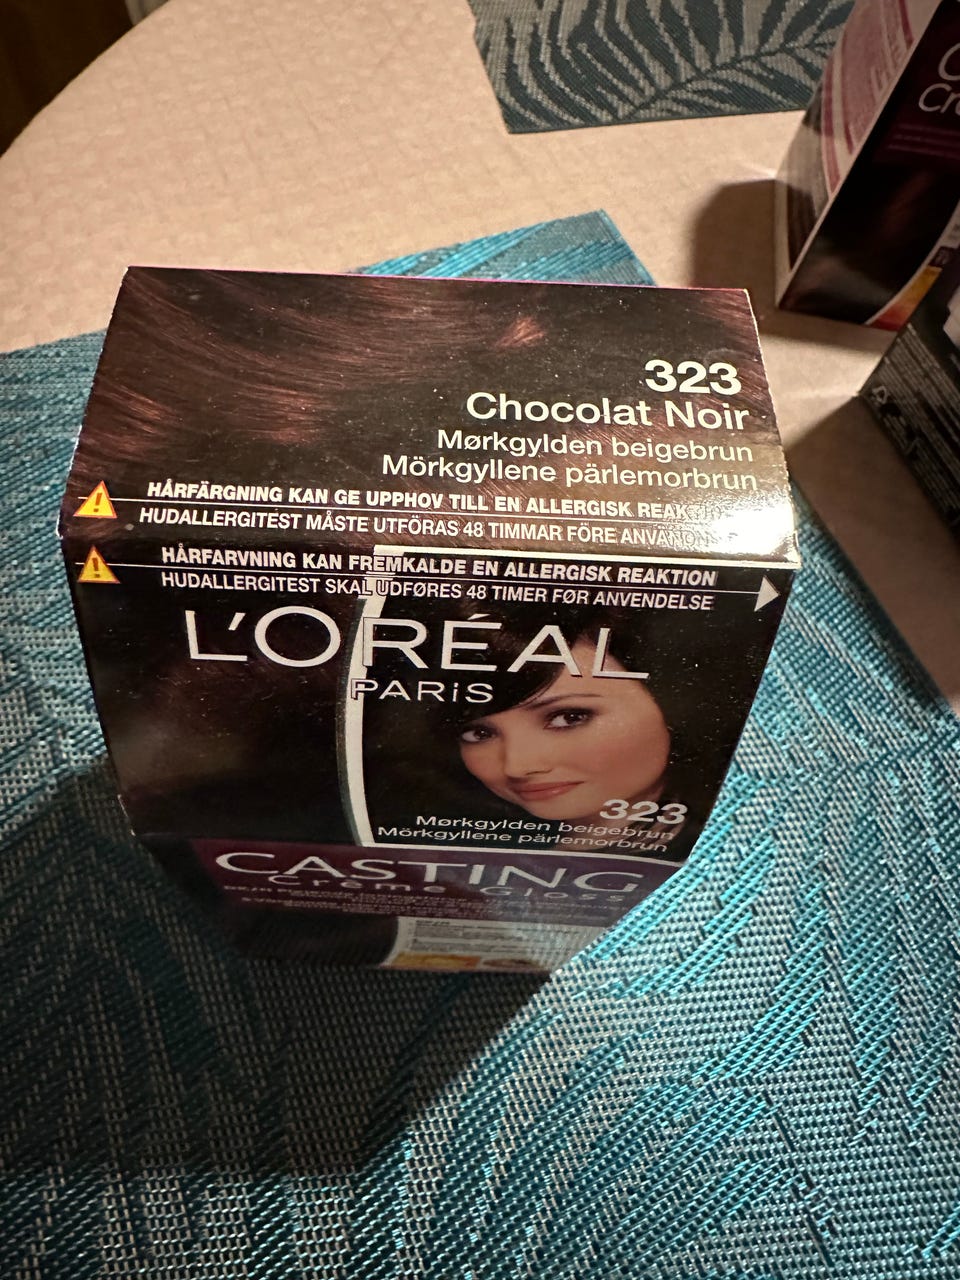 323
Chocolat Noir
Mørkgylden beigebrun
Mörkgyllene pärlemorbrun
HÅRFÄRGNING KAN GE UPPHOV TILL EN ALLERGISK
HUDALLERGITEST MÅSTE UTFÖRAS 48 TIMMAR FÖRE
HÅRFARVNING KAN FREMKALDE EN ALLERGISK REAKTION
HUDALLERGITEST SKAL UDFØRES 48 TIMER FØR ANVENDELSE
L'ORÉAL
PARiS
323
Mørkgylden beigebrun
Mörkgyllene pärlemorbrun
CASTING
Crème Gloss